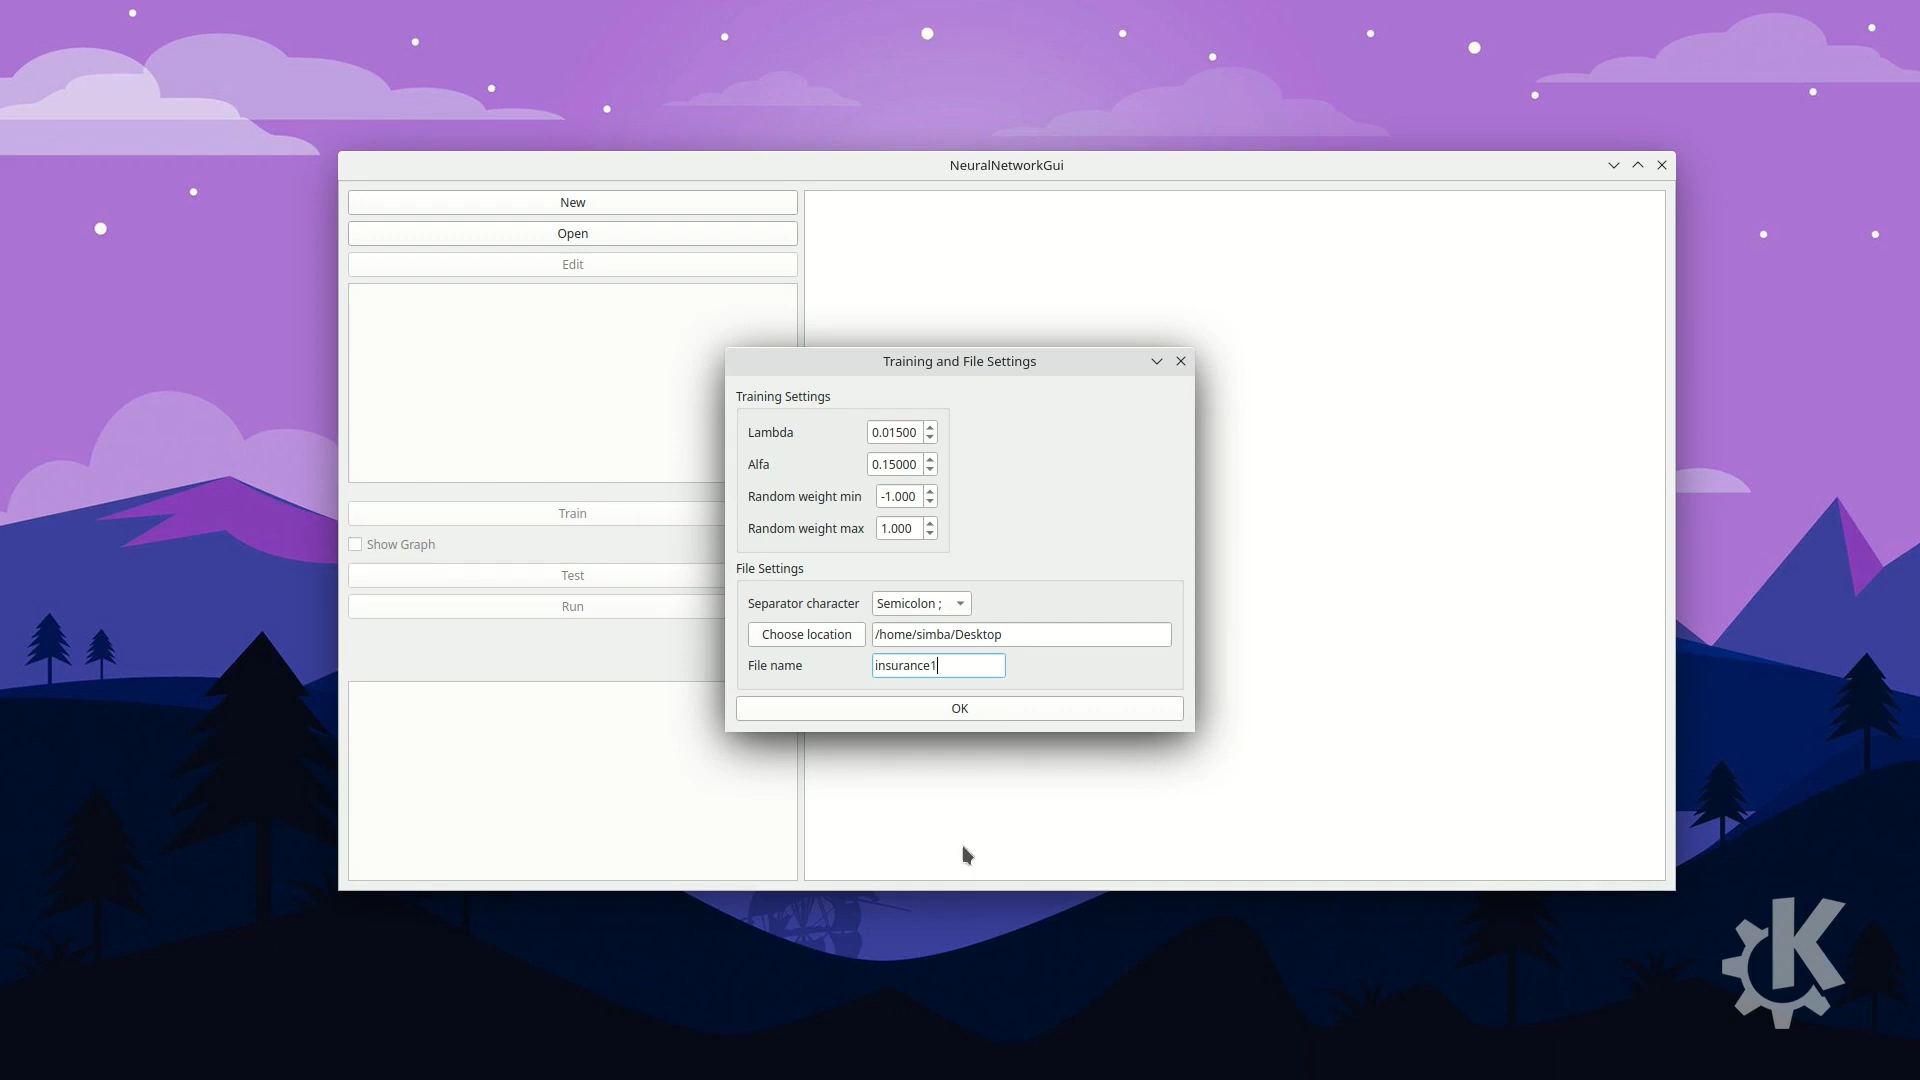 NeuralNetworkGui
New
Open
Edit
Train
Show Graph
Test
Run
Training and File Settings
Training Settings
Lambda 0.01500
Alfa 0.15000
Random weight min -1.000
Random weight max 1.000
File Settings
Separator character Semicolon ;
Choose location /home/simba/Desktop
File name insurance1
OK
K